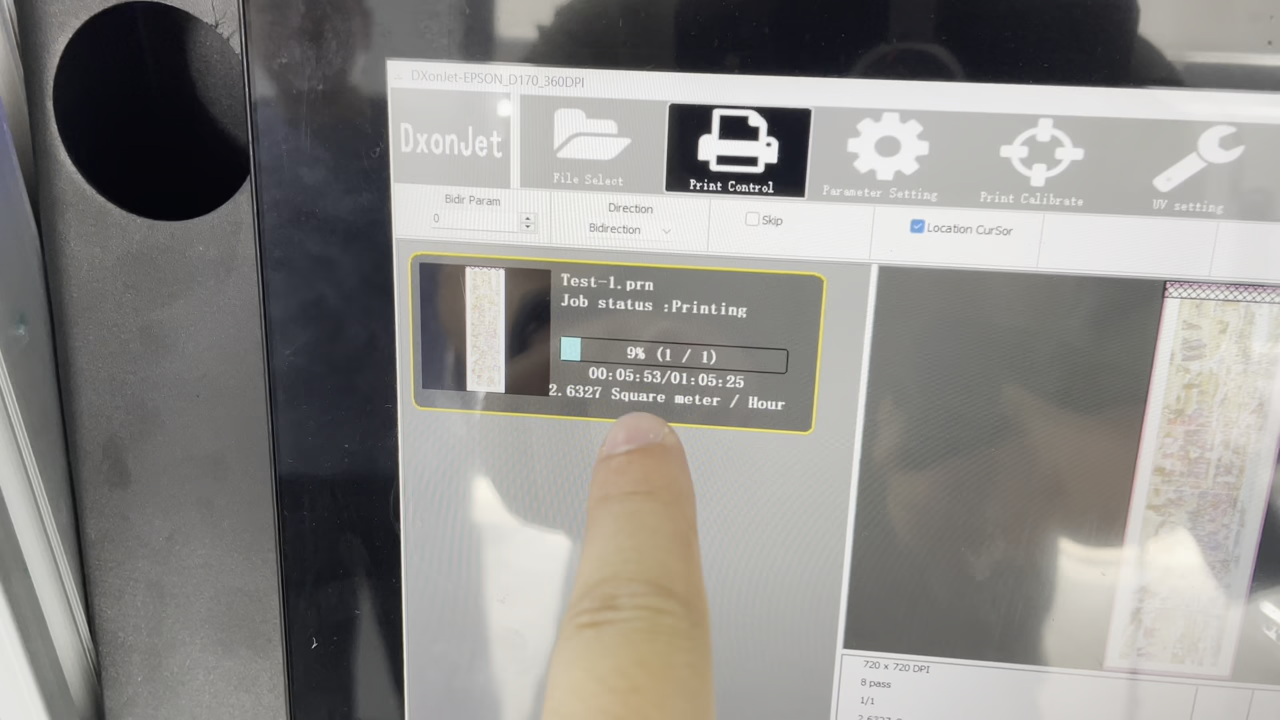 DXonJet-EPSON_D170_360DPI
DxonJet
File Select
Print Control
Parameter Setting
Print Calibrate
UV setting
Bidir Param
0
Direction
Bidirection
Skip
Location CurSor
Test-1.prn
Job status :Printing
9% (1 / 1)
00:05:53/01:05:25
2.6327 Square meter / Hour
720 x 720 DPI
8 pass
1/1